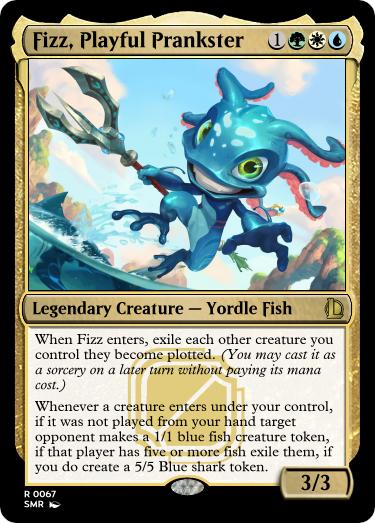 Fizz, Playful Prankster 1
Legendary Creature — Yordle Fish
When Fizz enters, exile each other creature you
control they become plotted. (You may cast it as
a sorcery on a later turn without paying its mana
cost.)
Whenever a creature enters under your control,
if it was not played from your hand target
opponent makes a 1/1 blue fish creature token,
if that player has five or more fish exile them, if
you do create a 5/5 Blue shark token.
3/3
R 0067
SMR